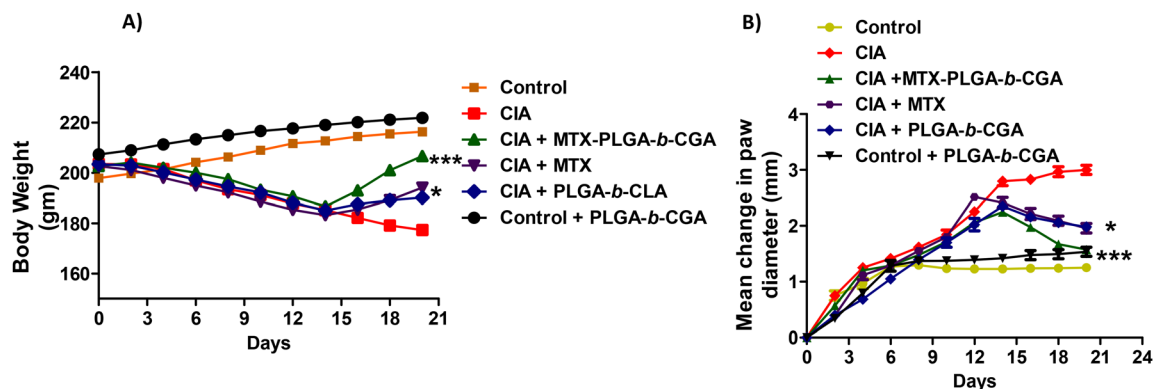 A)
240
220
200
180
160
Body Weight
(gm)
0 3 6 9 12 15 18 21
Days
***
*
Control
CIA
CIA + MTX-PLGA-b-CGA
CIA + MTX
CIA + PLGA-b-CLA
Control + PLGA-b-CGA
B)
Control
CIA
CIA +MTX-PLGA-b-CGA
CIA + MTX
CIA + PLGA-b-CGA
Control + PLGA-b-CGA
4
3
2
1
0
Mean change in paw
diameter (mm)
0 3 6 9 12 15 18 21 24
Days
*
***